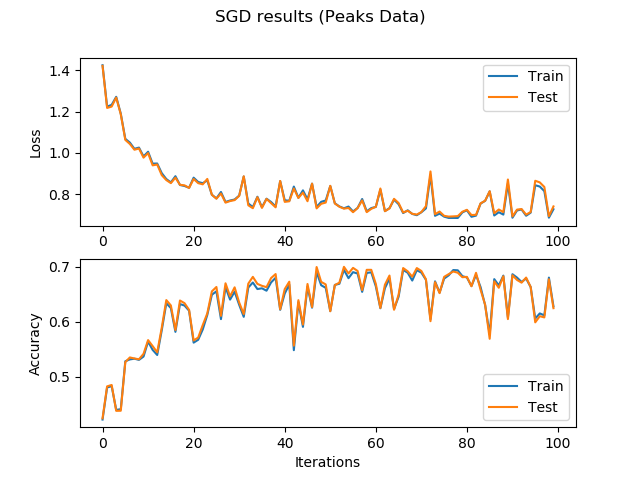 SGD results (Peaks Data)
1.4
1.2
1.0
0.8
Loss
Train
Test
0 20 40 60 80 100
0.7
0.6
0.5
Accuracy
Train
Test
0 20 40 60 80 100
Iterations